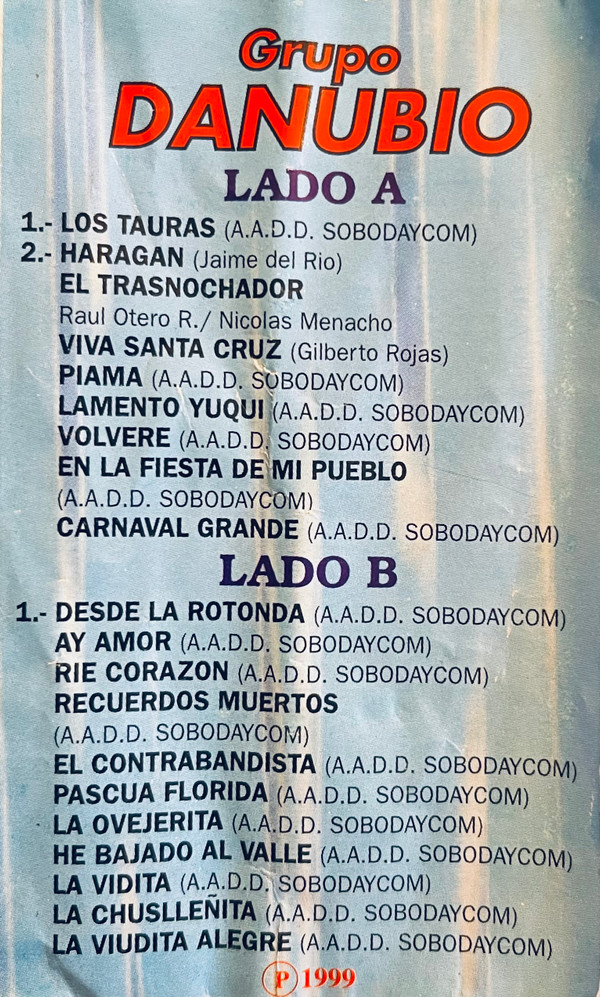 Grupo
DANUBIO
LADO A
1.- LOS TAURAS (A.A.D.D. SOBODAYCOM)
2.- HARAGAN (Jaime del Rio)
EL TRASNOCHADOR
Raul Otero R./ Nicolas Menacho
VIVA SANTA CRUZ (Gilberto Rojas)
PIAMA (A.A.D.D. SOBODAYCOM)
LAMENTO YUQUI (A.A.D.D. SOBODAYCOM)
VOLVERE (A.A.D.D. SOBODAYCOM)
EN LA FIESTA DE MI PUEBLO
(A.A.D.D. SOBODAYCOM)
CARNAVAL GRANDE (A.A.D.D. SOBODAYCOM)
LADO B
1.- DESDE LA ROTONDA (A.A.D.D. SOBODAYCOM)
AY AMOR (A.A.D.D. SOBODAYCOM)
RIE CORAZON (A.A.D.D. SOBODAYCOM)
RECUERDOS MUERTOS
(A.A.D.D. SOBODAYCOM)
EL CONTRABANDISTA (A.A.D.D. SOBODAYCOM)
PASCUA FLORIDA (A.A.D.D. SOBODAYCOM)
LA OVEJERITA (A.A.D.D. SOBODAYCOM)
HE BAJADO AL VALLE (A.A.D.D. SOBODAYCOM)
LA VIDITA (A.A.D.D. SOBODAYCOM)
LA CHUSLLEÑITA (A.A.D.D. SOBODAYCOM)
LA VIUDITA ALEGRE (A.A.D.D. SOBODAYCOM)
℗ 1999